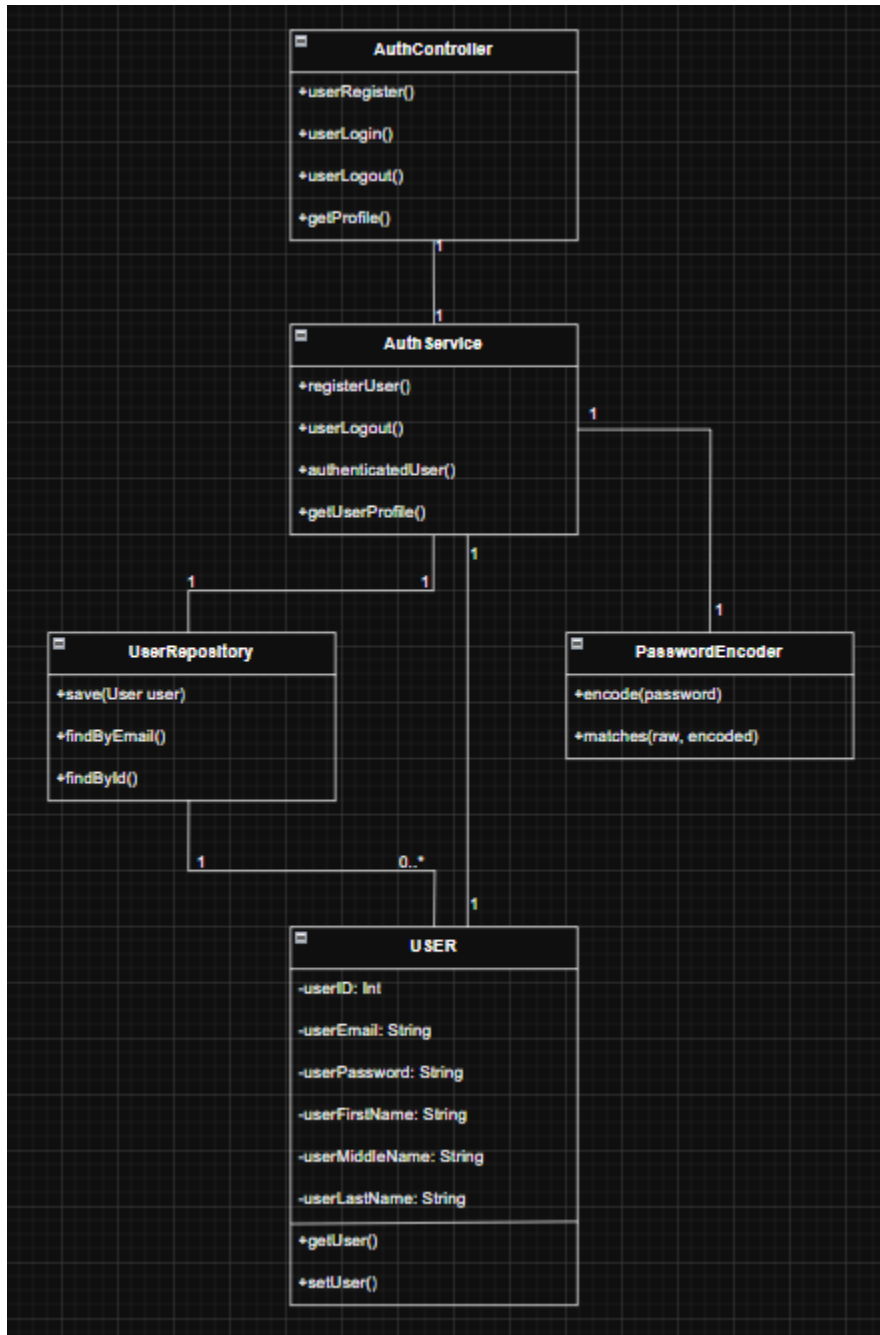 AuthController
+userRegister()
+userLogin()
+userLogout()
+getProfile()
1
1
AuthService
+registerUser()
+userLogout()
+authenticatedUser()
+getUserProfile()
1
1
1
1
1
UserRepository
+save(User user)
+findByEmail()
+findById()
PasswordEncoder
+encode(password)
+matches(raw, encoded)
1
0..*
1
USER
-userID: Int
-userEmail: String
-userPassword: String
-userFirstName: String
-userMiddleName: String
-userLastName: String
+getUser()
+setUser()